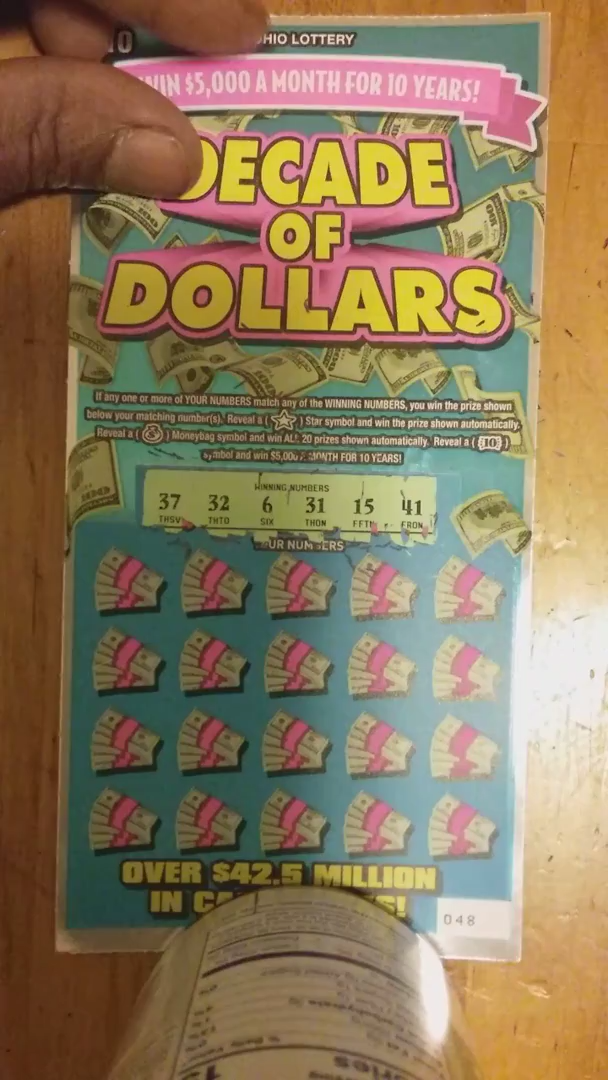 OHIO LOTTERY
WIN $5,000 A MONTH FOR 10 YEARS!
DECADE
OF
DOLLARS
If any one or more of YOUR NUMBERS match any of the WINNING NUMBERS, you win the prize shown
below your matching number(s). Reveal a ( ) Star symbol and win the prize shown automatically.
Reveal a ( ) Moneybag symbol and win ALL 20 prizes shown automatically. Reveal a ( 10 )
symbol and win $5,000 A MONTH FOR 10 YEARS!
WINNING NUMBERS
37 32 6 31 15 41
THSV THTO SIX THON FFTN FRON
YOUR NUMBERS
OVER $42.5 MILLION
IN
048